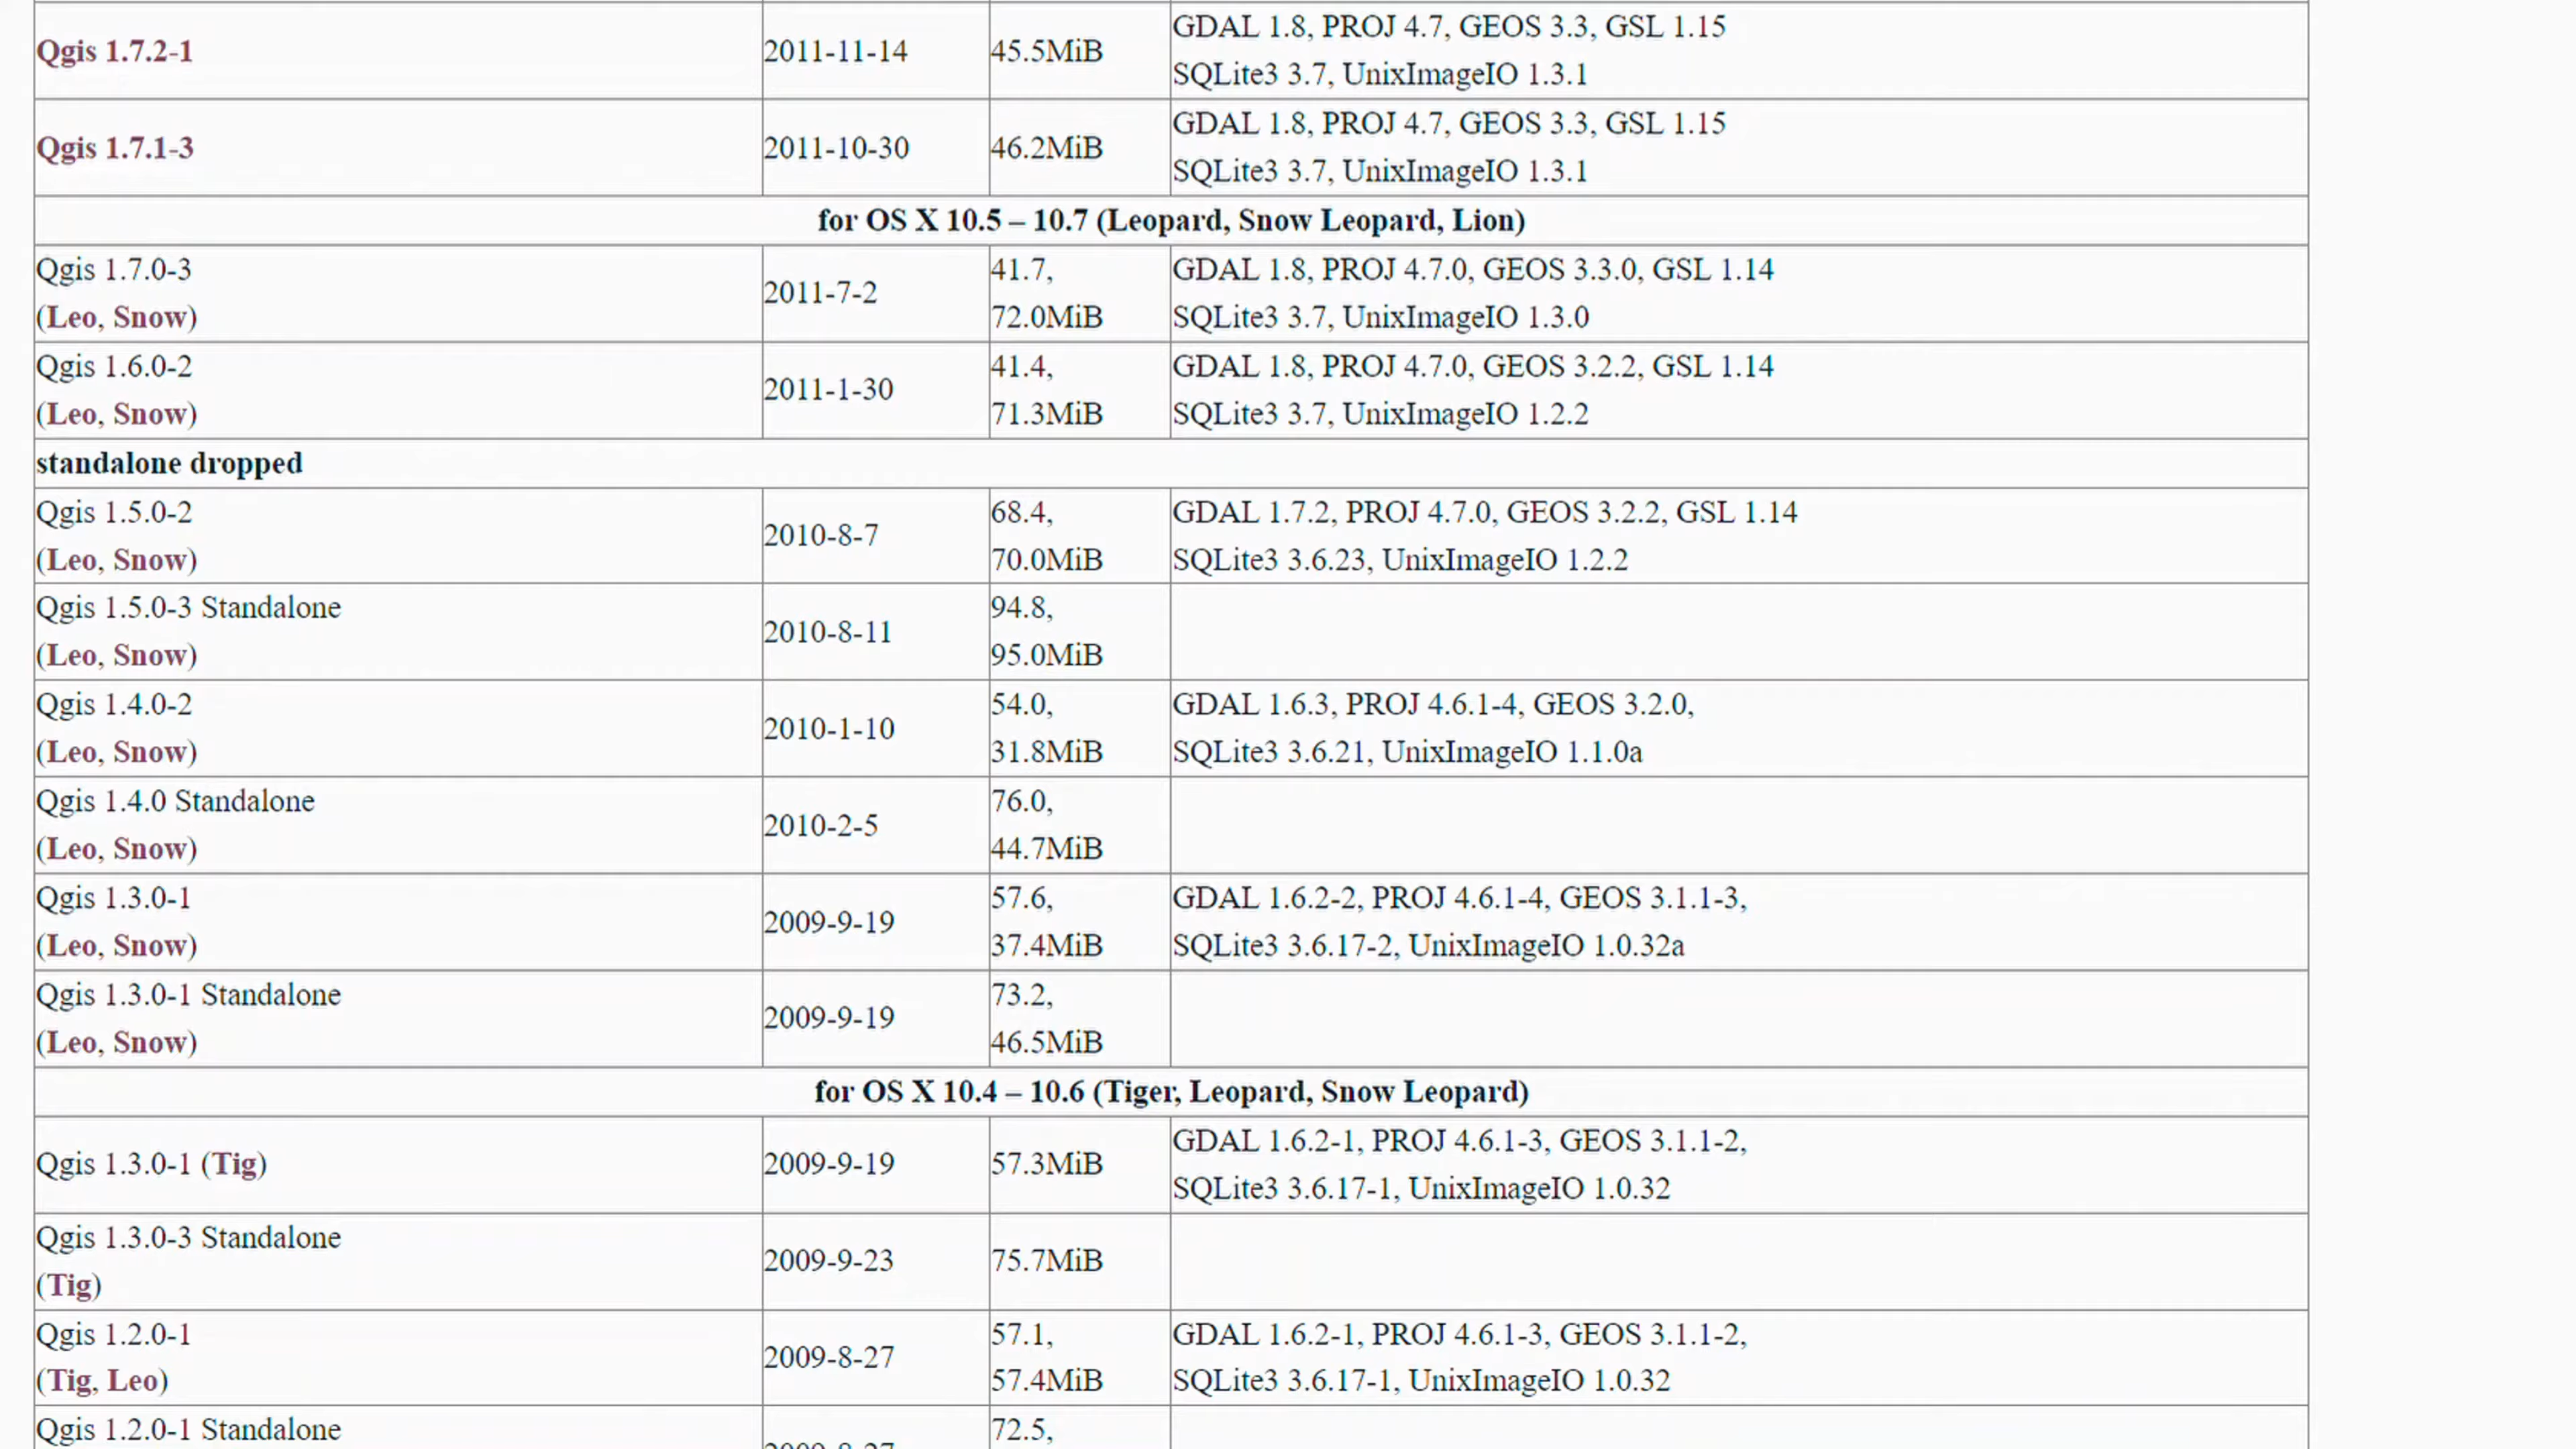 GDAL 1.8, PROJ 4.7, GEOS 3.3, GSL 1.15
Qgis 1.7.2-1 2011-11-14 45.5MiB
SQLite3 3.7, UnixImageIO 1.3.1
GDAL 1.8, PROJ 4.7, GEOS 3.3, GSL 1.15
Qgis 1.7.1-3 2011-10-30 46.2MiB
SQLite3 3.7, UnixImageIO 1.3.1
for OS X 10.5 – 10.7 (Leopard, Snow Leopard, Lion)
Qgis 1.7.0-3 41.7, GDAL 1.8, PROJ 4.7.0, GEOS 3.3.0, GSL 1.14
2011-7-2
(Leo, Snow) 72.0MiB SQLite3 3.7, UnixImageIO 1.3.0
Qgis 1.6.0-2 41.4, GDAL 1.8, PROJ 4.7.0, GEOS 3.2.2, GSL 1.14
2011-1-30
(Leo, Snow) 71.3MiB SQLite3 3.7, UnixImageIO 1.2.2
standalone dropped
Qgis 1.5.0-2 68.4, GDAL 1.7.2, PROJ 4.7.0, GEOS 3.2.2, GSL 1.14
2010-8-7
(Leo, Snow) 70.0MiB SQLite3 3.6.23, UnixImageIO 1.2.2
Qgis 1.5.0-3 Standalone 94.8,
2010-8-11
(Leo, Snow) 95.0MiB
Qgis 1.4.0-2 54.0, GDAL 1.6.3, PROJ 4.6.1-4, GEOS 3.2.0,
2010-1-10
(Leo, Snow) 31.8MiB SQLite3 3.6.21, UnixImageIO 1.1.0a
Qgis 1.4.0 Standalone 76.0,
2010-2-5
(Leo, Snow) 44.7MiB
Qgis 1.3.0-1 57.6, GDAL 1.6.2-2, PROJ 4.6.1-4, GEOS 3.1.1-3,
2009-9-19
(Leo, Snow) 37.4MiB SQLite3 3.6.17-2, UnixImageIO 1.0.32a
Qgis 1.3.0-1 Standalone 73.2,
2009-9-19
(Leo, Snow) 46.5MiB
for OS X 10.4 – 10.6 (Tiger, Leopard, Snow Leopard)
GDAL 1.6.2-1, PROJ 4.6.1-3, GEOS 3.1.1-2,
Qgis 1.3.0-1 (Tig) 2009-9-19 57.3MiB
SQLite3 3.6.17-1, UnixImageIO 1.0.32
Qgis 1.3.0-3 Standalone
2009-9-23 75.7MiB
(Tig)
Qgis 1.2.0-1 57.1, GDAL 1.6.2-1, PROJ 4.6.1-3, GEOS 3.1.1-2,
2009-8-27
(Tig, Leo) 57.4MiB SQLite3 3.6.17-1, UnixImageIO 1.0.32
Qgis 1.2.0-1 Standalone 72.5,